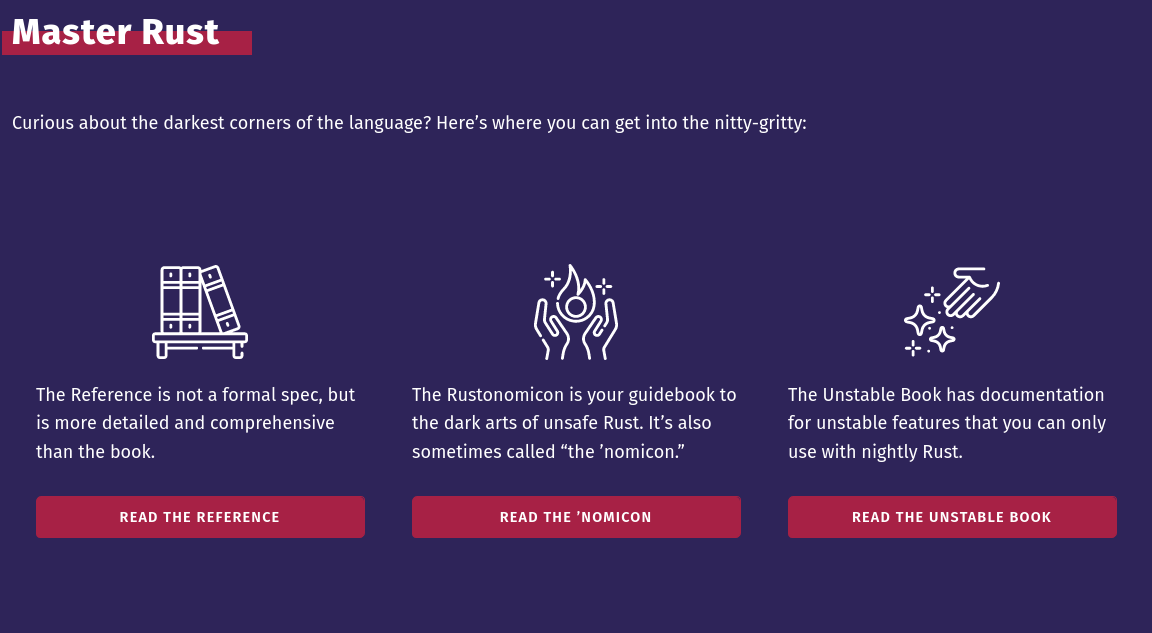 Master Rust
Curious about the darkest corners of the language? Here’s where you can get into the nitty-gritty:
The Reference is not a formal spec, but
is more detailed and comprehensive
than the book.
READ THE REFERENCE
The Rustonomicon is your guidebook to
the dark arts of unsafe Rust. It’s also
sometimes called “the ’nomicon.”
READ THE ’NOMICON
The Unstable Book has documentation
for unstable features that you can only
use with nightly Rust.
READ THE UNSTABLE BOOK